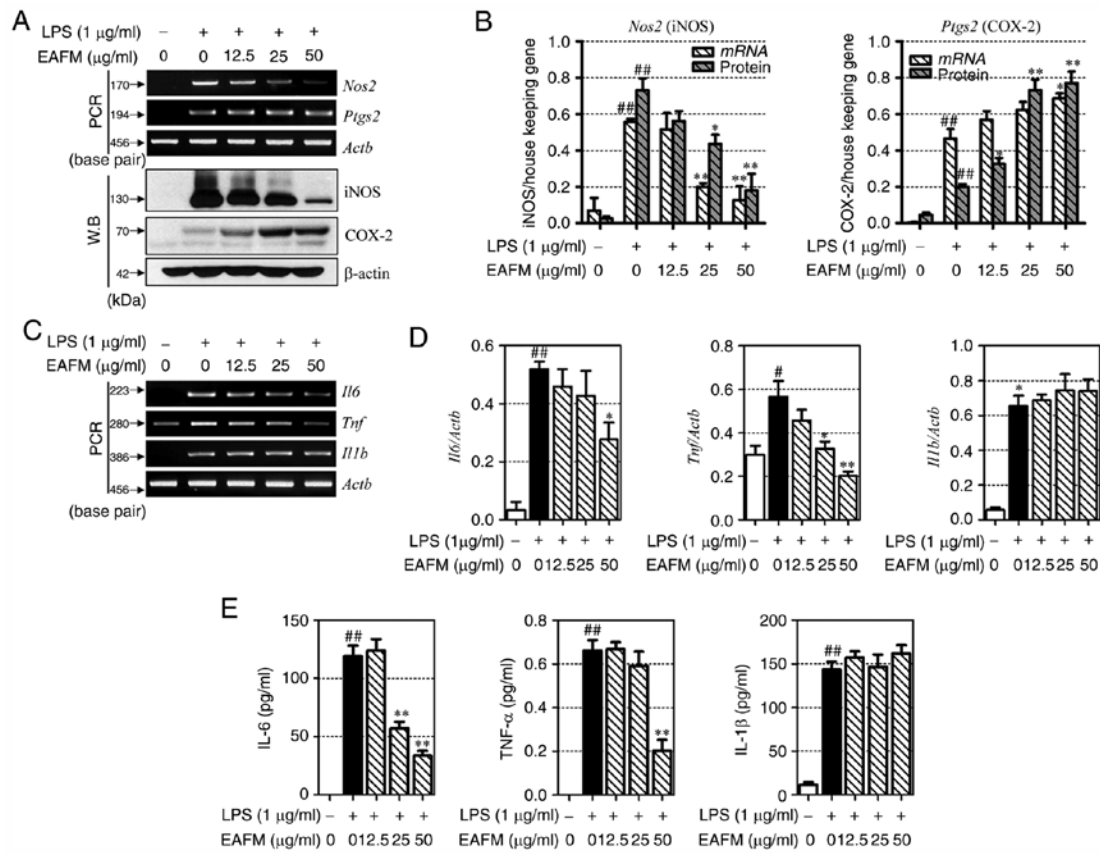 A
LPS (1 μg/ml) – + + + +
EAFM (μg/ml) 0 0 12.5 25 50
PCR
170 Nos2
194 Ptgs2
456 Actb
(base pair)
W.B
130 iNOS
70 COX-2
42 β-actin
(kDa)
B
Nos2 (iNOS)
iNOS/house keeping gene
1.0
0.8
0.6
0.4
0.2
0.0
mRNA
Protein
## ## * ** ** **
LPS (1 μg/ml) – + + + +
EAFM (μg/ml) 0 0 12.5 25 50
Ptgs2 (COX-2)
COX-2/house keeping gene
1.0
0.8
0.6
0.4
0.2
0.0
mRNA
Protein
## ## * ** * **
LPS (1 μg/ml) – + + + +
EAFM (μg/ml) 0 0 12.5 25 50
C
LPS (1 μg/ml) – + + + +
EAFM (μg/ml) 0 0 12.5 25 50
PCR
223 Il6
280 Tnf
386 Il1b
456 Actb
(base pair)
D
Il6/Actb
0.6
0.4
0.2
0.0
## *
LPS (1μg/ml) – + + + +
EAFM (μg/ml) 0 0 12.5 25 50
Tnf/Actb
0.8
0.6
0.4
0.2
0.0
# * **
LPS (1 μg/ml) – + + + +
EAFM (μg/ml) 0 0 12.5 25 50
Il1b/Actb
1.0
0.8
0.6
0.4
0.2
0.0
*
LPS (1 μg/ml) – + + + +
EAFM (μg/ml) 0 0 12.5 25 50
E
IL-6 (pg/ml)
150
100
50
0
## ** **
LPS (1 μg/ml) – + + + +
EAFM (μg/ml) 0 0 12.5 25 50
TNF-α (pg/ml)
0.8
0.6
0.4
0.2
0.0
## **
LPS (1 μg/ml) – + + + +
EAFM (μg/ml) 0 0 12.5 25 50
IL-1β (pg/ml)
200
150
100
50
0
##
LPS (1 μg/ml) – + + + +
EAFM (μg/ml) 0 0 12.5 25 50